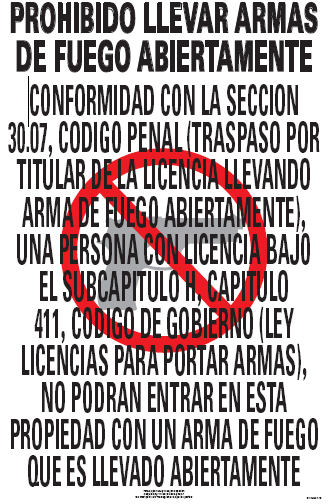 PROHIBIDO LLEVAR ARMAS
DE FUEGO ABIERTAMENTE
CONFORMIDAD CON LA SECCION
30.07, CODIGO PENAL (TRASPASO POR
TITULAR DE LA LICENCIA LLEVANDO
ARMA DE FUEGO ABIERTAMENTE),
UNA PERSONA CON LICENCIA BAJO
EL SUBCAPITULO H, CAPITULO
411, CODIGO DE GOBIERNO (LEY
LICENCIAS PARA PORTAR ARMAS),
NO PODRAN ENTRAR EN ESTA
PROPIEDAD CON UN ARMA DE FUEGO
QUE ES LLEVADO ABIERTAMENTE